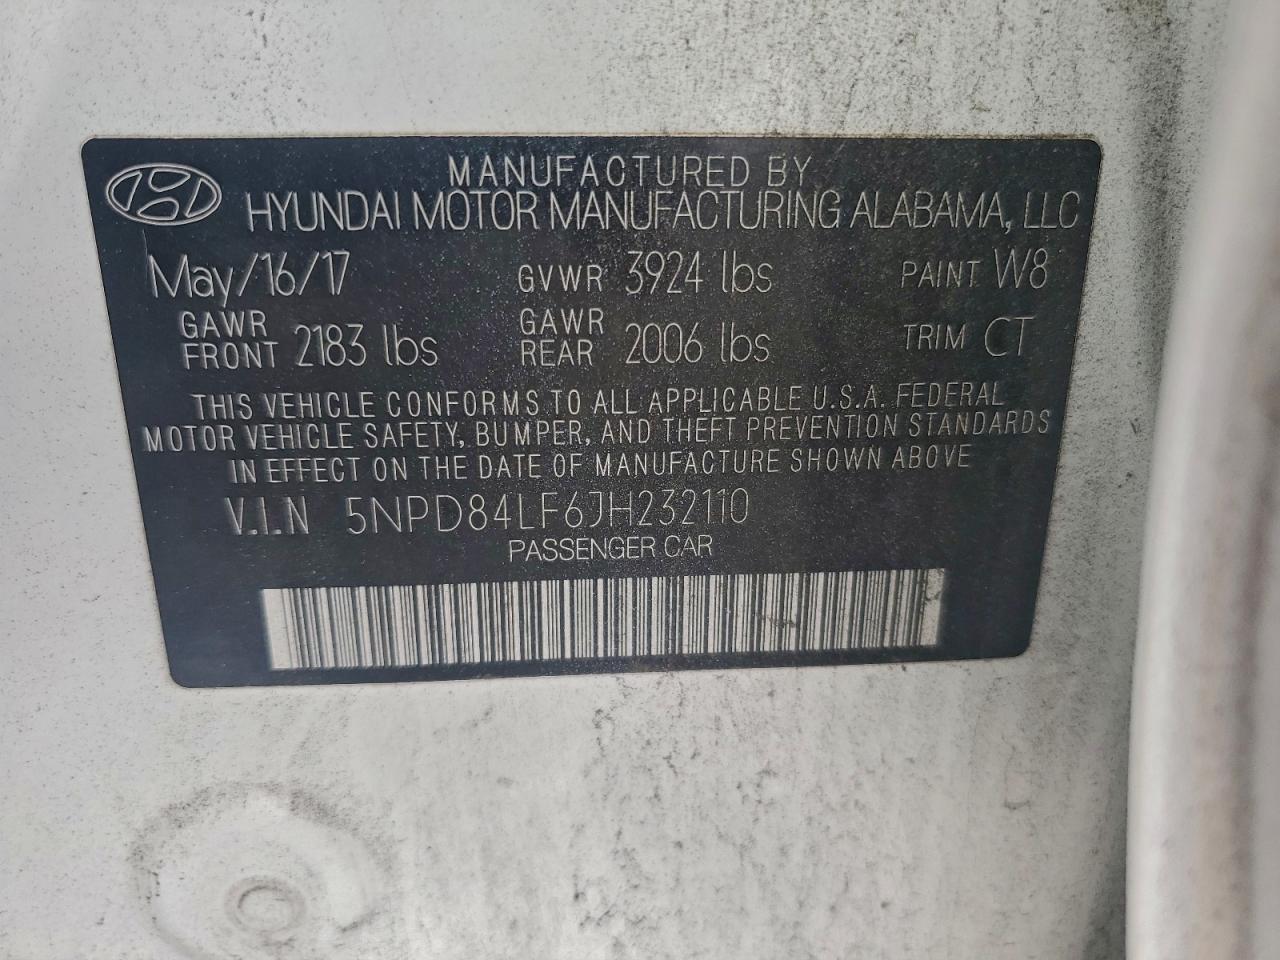 MANUFACTURED BY
HYUNDAI MOTOR MANUFACTURING ALABAMA, LLC
May/16/17 GVWR 3924 lbs PAINT W8
GAWR FRONT 2183 lbs GAWR REAR 2006 lbs TRIM CT
THIS VEHICLE CONFORMS TO ALL APPLICABLE U.S.A. FEDERAL
MOTOR VEHICLE SAFETY, BUMPER, AND THEFT PREVENTION STANDARDS
IN EFFECT ON THE DATE OF MANUFACTURE SHOWN ABOVE
V.I.N 5NPD84LF6JH232110
PASSENGER CAR